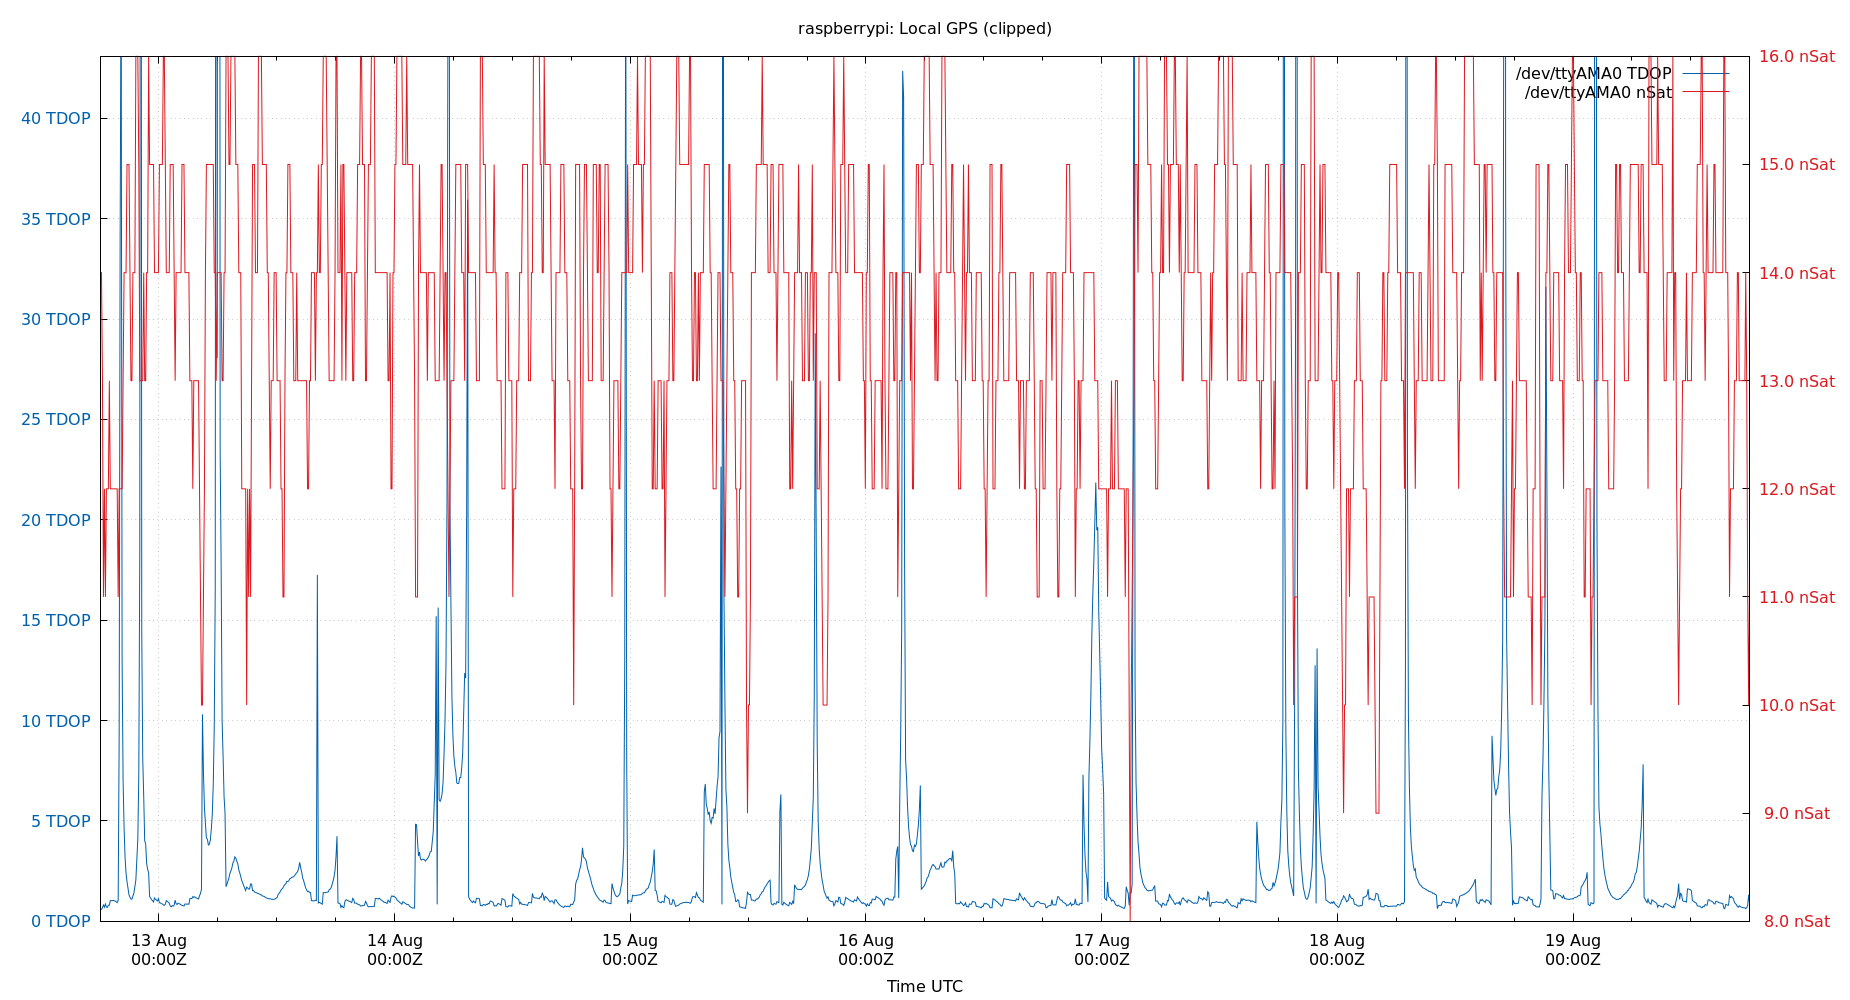 raspberrypi: Local GPS (clipped)
/dev/ttyAMA0 TDOP
/dev/ttyAMA0 nSat
40 TDOP
35 TDOP
30 TDOP
25 TDOP
20 TDOP
15 TDOP
10 TDOP
5 TDOP
0 TDOP
16.0 nSat
15.0 nSat
14.0 nSat
13.0 nSat
12.0 nSat
11.0 nSat
10.0 nSat
9.0 nSat
8.0 nSat
13 Aug
00:00Z
14 Aug
00:00Z
15 Aug
00:00Z
16 Aug
00:00Z
17 Aug
00:00Z
18 Aug
00:00Z
19 Aug
00:00Z
Time UTC